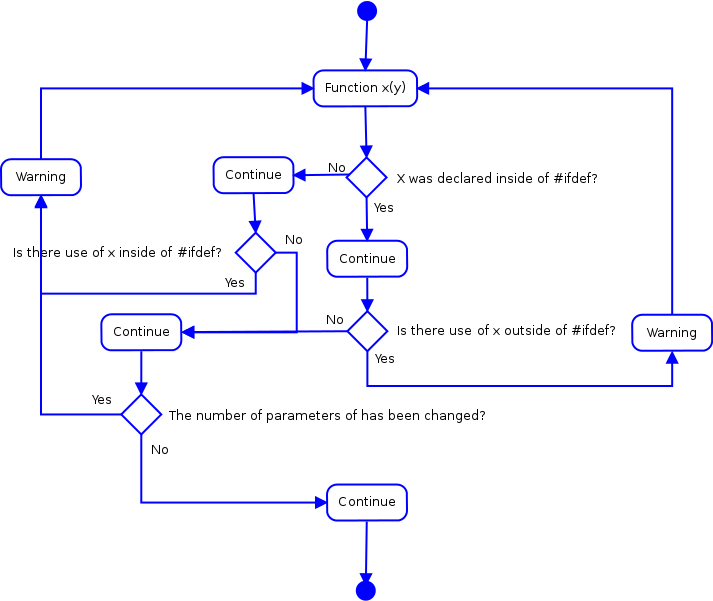 Function x(y)
No
Continue
X was declared inside of #ifdef?
Warning
Yes
No
Is there use of x inside of #ifdef?
Continue
Yes
No
Continue
Is there use of x outside of #ifdef?
Warning
Yes
Yes
The number of parameters of has been changed?
No
Continue